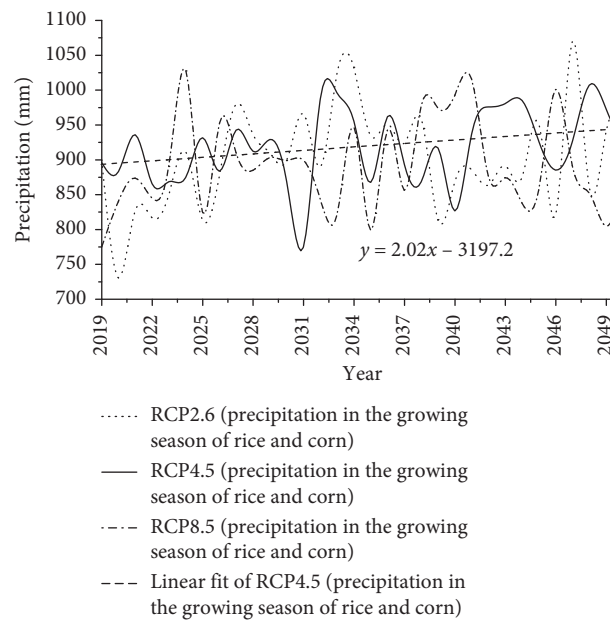 1100
1050
1000
950
900
850
800
750
700
Precipitation (mm)
y = 2.02x – 3197.2
2019
2022
2025
2028
2031
2034
2037
2040
2043
2046
2049
Year
RCP2.6 (precipitation in the growing
season of rice and corn)
RCP4.5 (precipitation in the growing
season of rice and corn)
RCP8.5 (precipitation in the growing
season of rice and corn)
Linear fit of RCP4.5 (precipitation in
the growing season of rice and corn)